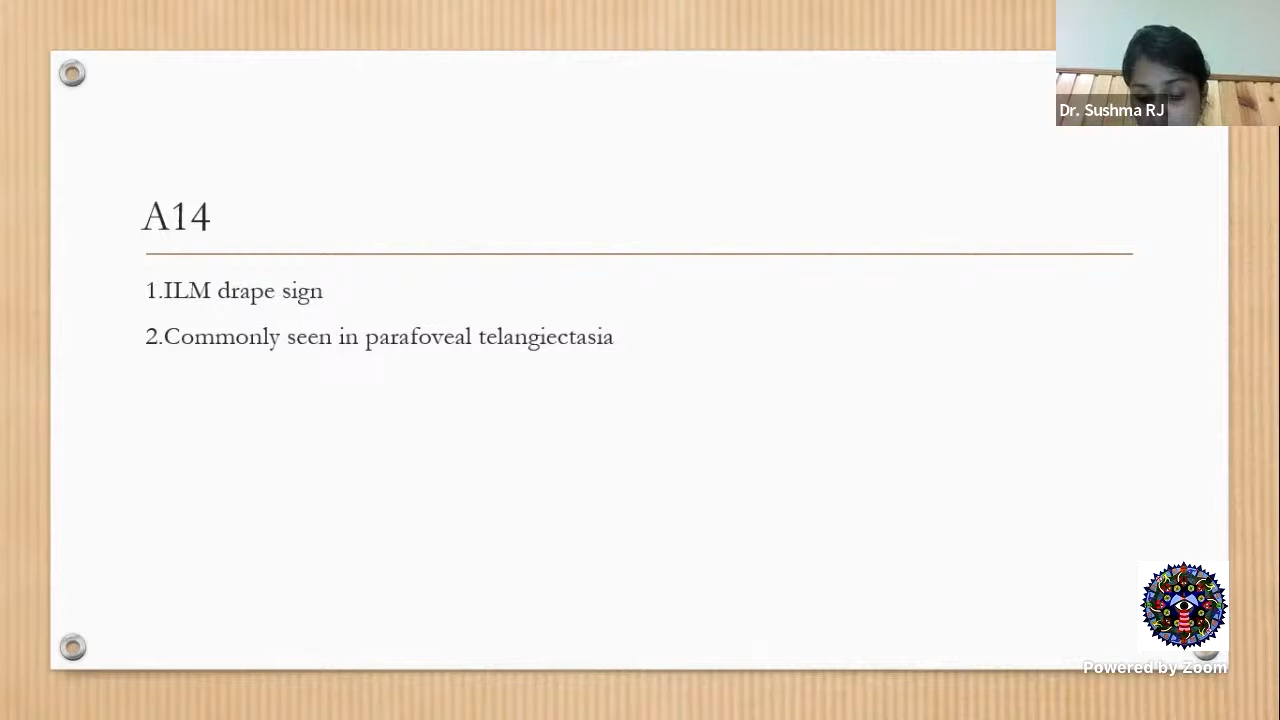 Dr. Sushma RJ
A14
1.ILM drape sign
2.Commonly seen in parafoveal telangiectasia
Powered by Zoom